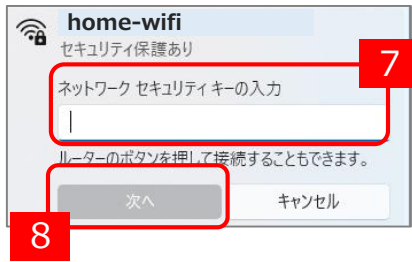 home-wifi
セキュリティ保護あり
7
ネットワーク セキュリティ キーの入力
ルーターのボタンを押して接続することもできます。
次へ
キャンセル
8